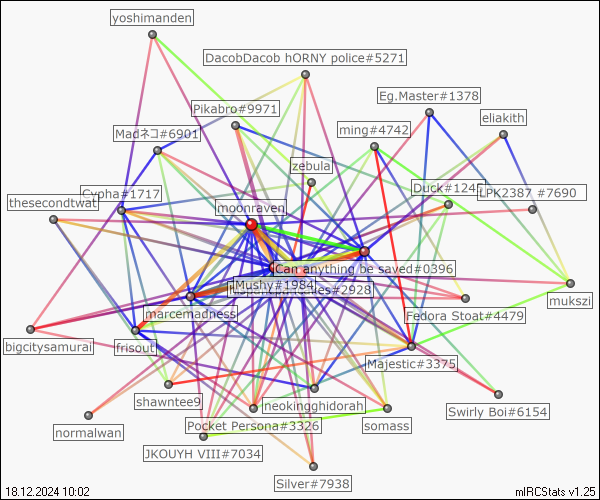 yoshimanden
DacobDacob hORNY police#5271
Eg.Master#1378
Pikabro#9971
eliakith
Madネコ#6901
ming#4742
zebula
Cypha#1717
Duck#124
LPK2387 #7690
thesecondtwat
moonraven
Can anything be saved#0396
Mushy#1984
#2928
mukszi
marcemadness
Fedora Stoat#4479
bigcitysamurai
frisout
Majestic#3375
shawntee9
neokingghidorah
Swirly Boi#6154
normalwan
Pocket Persona#3326
somass
JKOUYH VIII#7034
Silver#7938
18.12.2024 10:02
mIRCStats v1.25